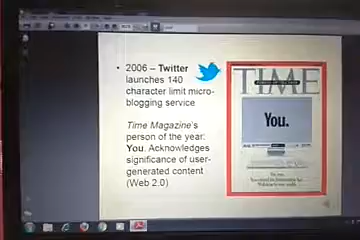 • 2006 – Twitter
launches 140
character limit micro-
blogging service
Time Magazine's
person of the year:
You. Acknowledges
significance of user-
generated content
(Web 2.0)
TIME
You.